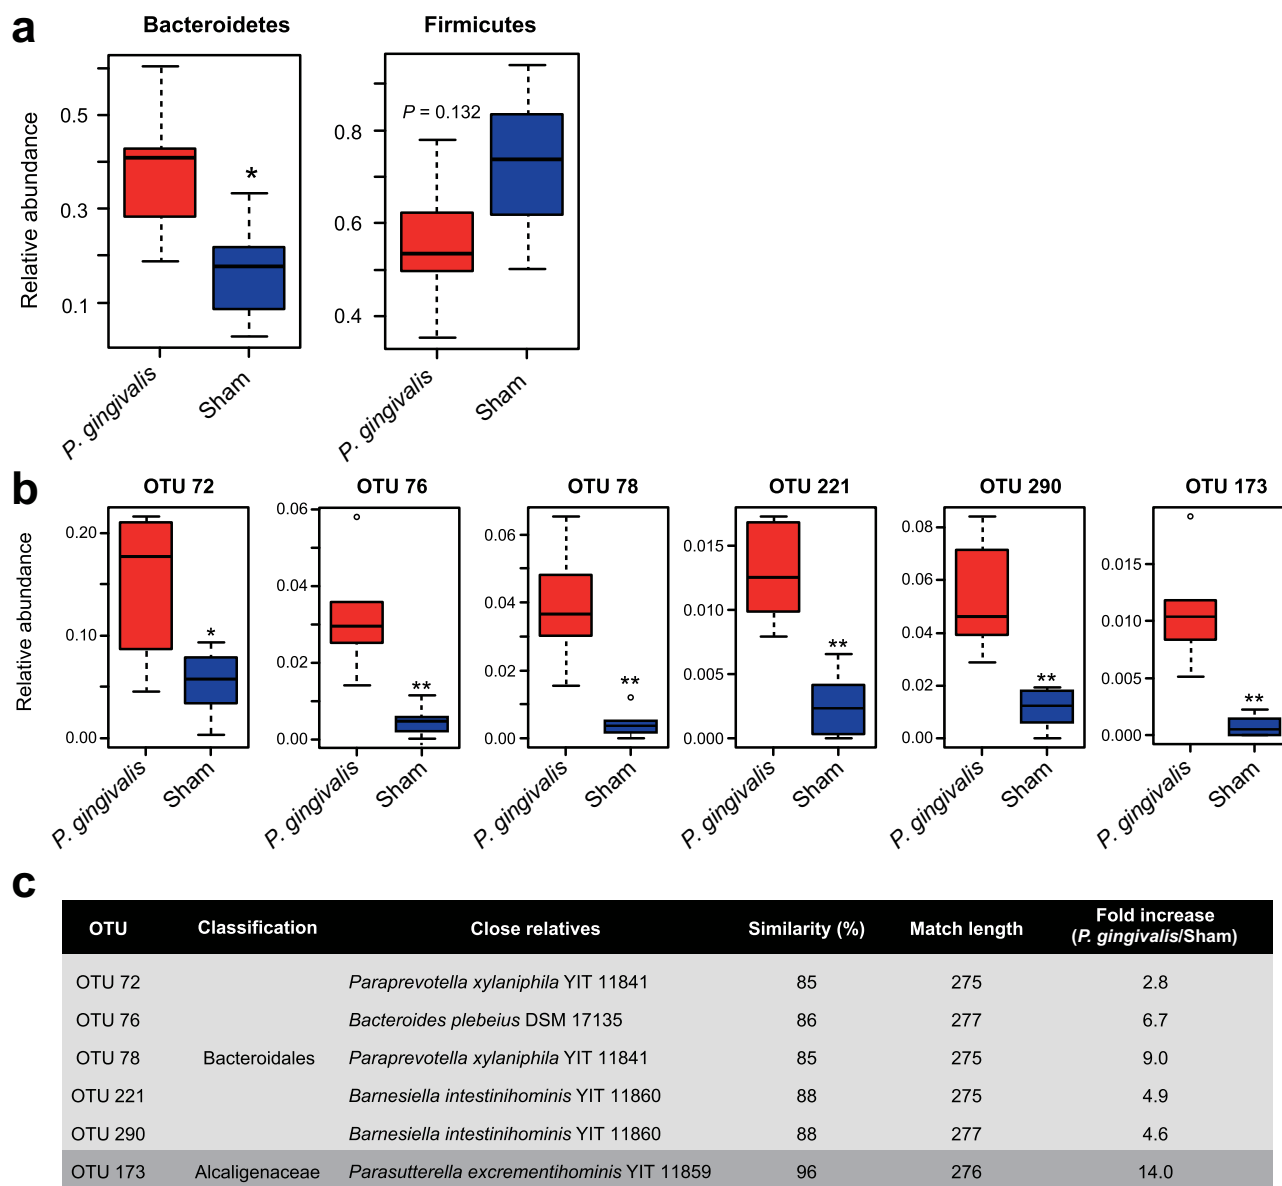 a
Bacteroidetes
Firmicutes
Relative abundance
0.5
0.3
0.1
*
P. gingivalis
Sham
P = 0.132
0.8
0.6
0.4
P. gingivalis
Sham
b
OTU 72
OTU 76
OTU 78
OTU 221
OTU 290
OTU 173
Relative abundance
0.20
0.10
0.00
*
P. gingivalis
Sham
0.06
0.04
0.02
0.00
**
P. gingivalis
Sham
0.06
0.04
0.02
0.00
**
P. gingivalis
Sham
0.015
0.010
0.005
0.000
**
P. gingivalis
Sham
0.08
0.06
0.04
0.02
0.00
**
P. gingivalis
Sham
0.015
0.010
0.005
0.000
**
P. gingivalis
Sham
c
OTU Classification Close relatives Similarity (%) Match length Fold increase
(P. gingivalis/Sham)
OTU 72 Paraprevotella xylaniphila YIT 11841 85 275 2.8
OTU 76 Bacteroides plebeius DSM 17135 86 277 6.7
OTU 78 Bacteroidales Paraprevotella xylaniphila YIT 11841 85 275 9.0
OTU 221 Barnesiella intestinihominis YIT 11860 88 275 4.9
OTU 290 Barnesiella intestinihominis YIT 11860 88 277 4.6
OTU 173 Alcaligenaceae Parasutterella excrementihominis YIT 11859 96 276 14.0